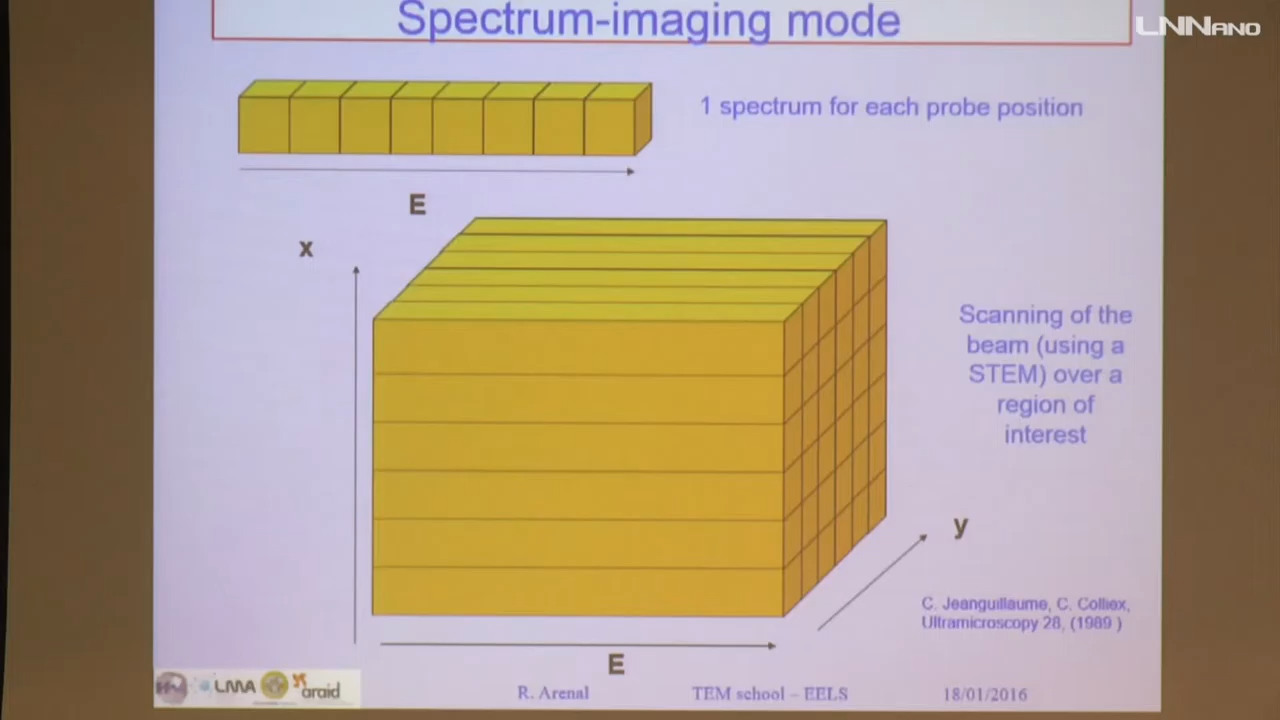 Spectrum-imaging mode
LNNANO
1 spectrum for each probe position
E
x
Scanning of the
beam (using a
STEM) over a
region of
interest
y
C. Jeanguillaume, C. Colliex,
Ultramicroscopy 28, (1989 )
E
LMA
araid
R. Arenal
TEM school – EELS
18/01/2016